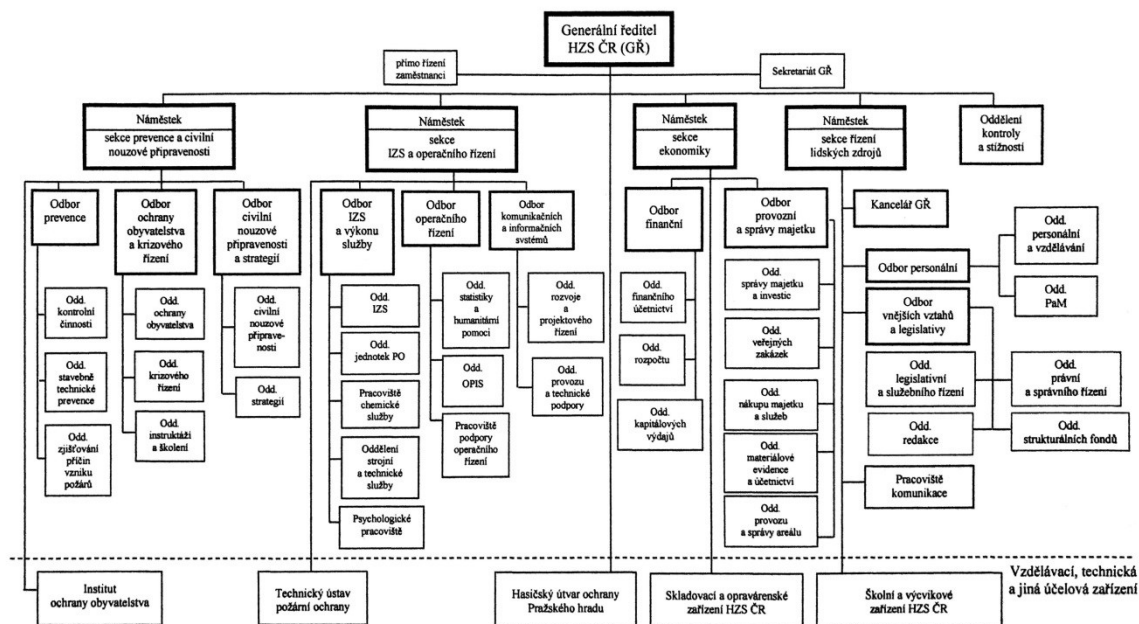 Generální ředitel
HZS ČR (GŘ)
přímo řízení
zaměstnanci
Sekretariát GŘ
Náměstek
sekce prevence a civilní
nouzové připravenosti
Náměstek
sekce
IZS a operačního řízení
Náměstek
sekce
ekonomiky
Náměstek
sekce řízení
lidských zdrojů
Oddělení
kontroly
a stížností
Odbor
prevence
Odbor
ochrany
obyvatelstva
a krizového
řízení
Odbor
civilní
nouzové
připravenosti
a strategií
Odbor
IZS
a výkonu
služby
Odbor
operačního
řízení
Odbor
komunikačních
a informačních
systémů
Odbor
finanční
Odbor
provozní
a správy majetku
Kancelář GŘ
Odbor personální
Odd.
personální
a vzdělávání
Odd.
PaM
Odbor
vnějších vztahů
a legislativy
Odd.
kontrolní
činnosti
Odd.
stavebně
technické
prevence
Odd.
zjišťování
příčin
vzniku
požárů
Odd.
ochrany
obyvatelstva
Odd.
krizového
řízení
Odd.
instruktáží
a školení
Odd.
civilní
nouzové
připrave-
nosti
Odd.
strategií
Odd.
IZS
Odd.
jednotek PO
Pracoviště
chemické
služby
Oddělení
strojní
a technické
služby
Psychologické
pracoviště
Odd.
statistiky
a
humanitární
pomoci
Odd.
OPIS
Pracoviště
podpory
operačního
řízení
Odd.
rozvoje
a
projektového
řízení
Odd.
provozu
a technické
podpory
Odd.
finančního
účetnictví
Odd.
rozpočtu
Odd.
kapitálových
výdajů
Odd.
správy majetku
a investic
Odd.
veřejných
zakázek
Odd.
nákupu majetku
a služeb
Odd.
materiálové
evidence
a účetnictví
Odd.
provozu
a správy areálu
Odd.
legislativní
a služebního řízení
Odd.
právní
a správního řízení
Odd.
redakce
Odd.
strukturálních fondů
Pracoviště
komunikace
Vzdělávací, technická
a jiná účelová zařízení
Institut
ochrany obyvatelstva
Technický ústav
požární ochrany
Hasičský útvar ochrany
Pražského hradu
Skladovací a opravárenské
zařízení HZS ČR
Školní a výcvikové
zařízení HZS ČR